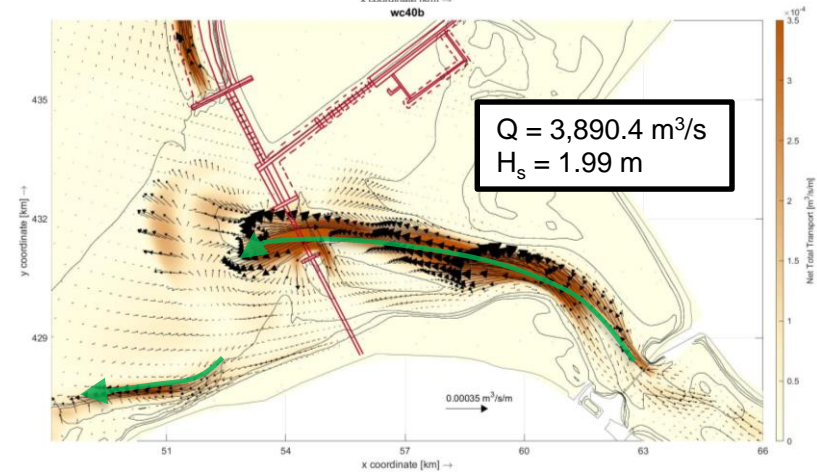 wc40b
×10⁻⁴
3.5
3
2.5
2
1.5
1
0.5
0
Net Total Transport [m³/s/m]
435
432
429
y coordinate [km] →
Q = 3,890.4 m³/s
Hₛ = 1.99 m
0.00035 m³/s/m
51 54 57 60 63 66
x coordinate [km] →